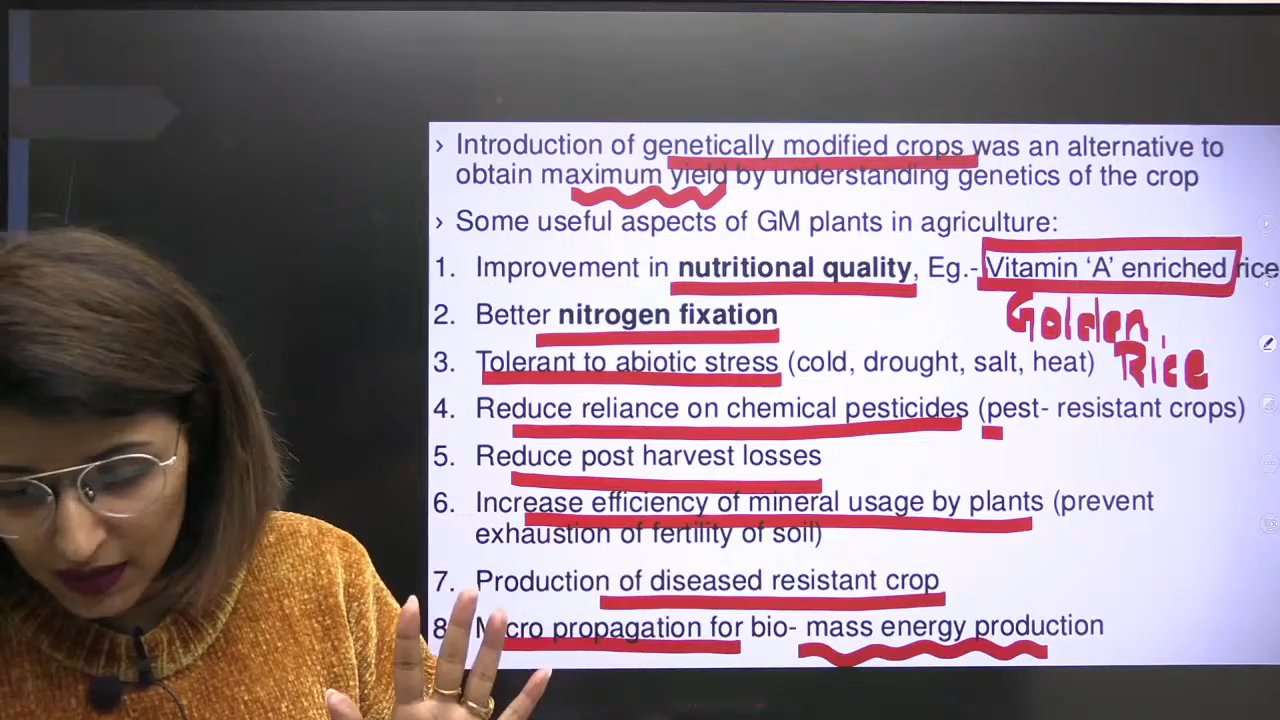 › Introduction of genetically modified crops was an alternative to
obtain maximum yield by understanding genetics of the crop
› Some useful aspects of GM plants in agriculture:
1. Improvement in nutritional quality, Eg.- Vitamin ‘A’ enriched rice
Golden
Rice
2. Better nitrogen fixation
3. Tolerant to abiotic stress (cold, drought, salt, heat)
4. Reduce reliance on chemical pesticides (pest- resistant crops)
5. Reduce post harvest losses
6. Increase efficiency of mineral usage by plants (prevent
exhaustion of fertility of soil)
7. Production of diseased resistant crop
8 Micro propagation for bio- mass energy production